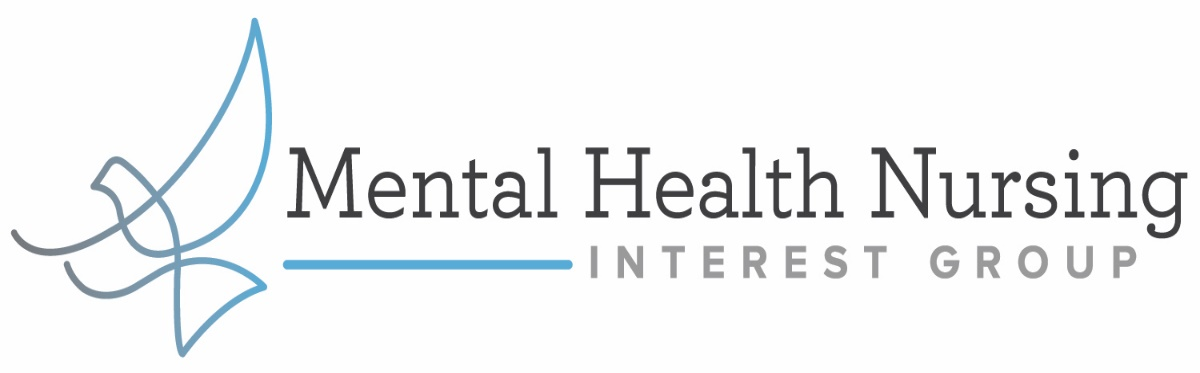 Mental Health Nursing
INTEREST GROUP